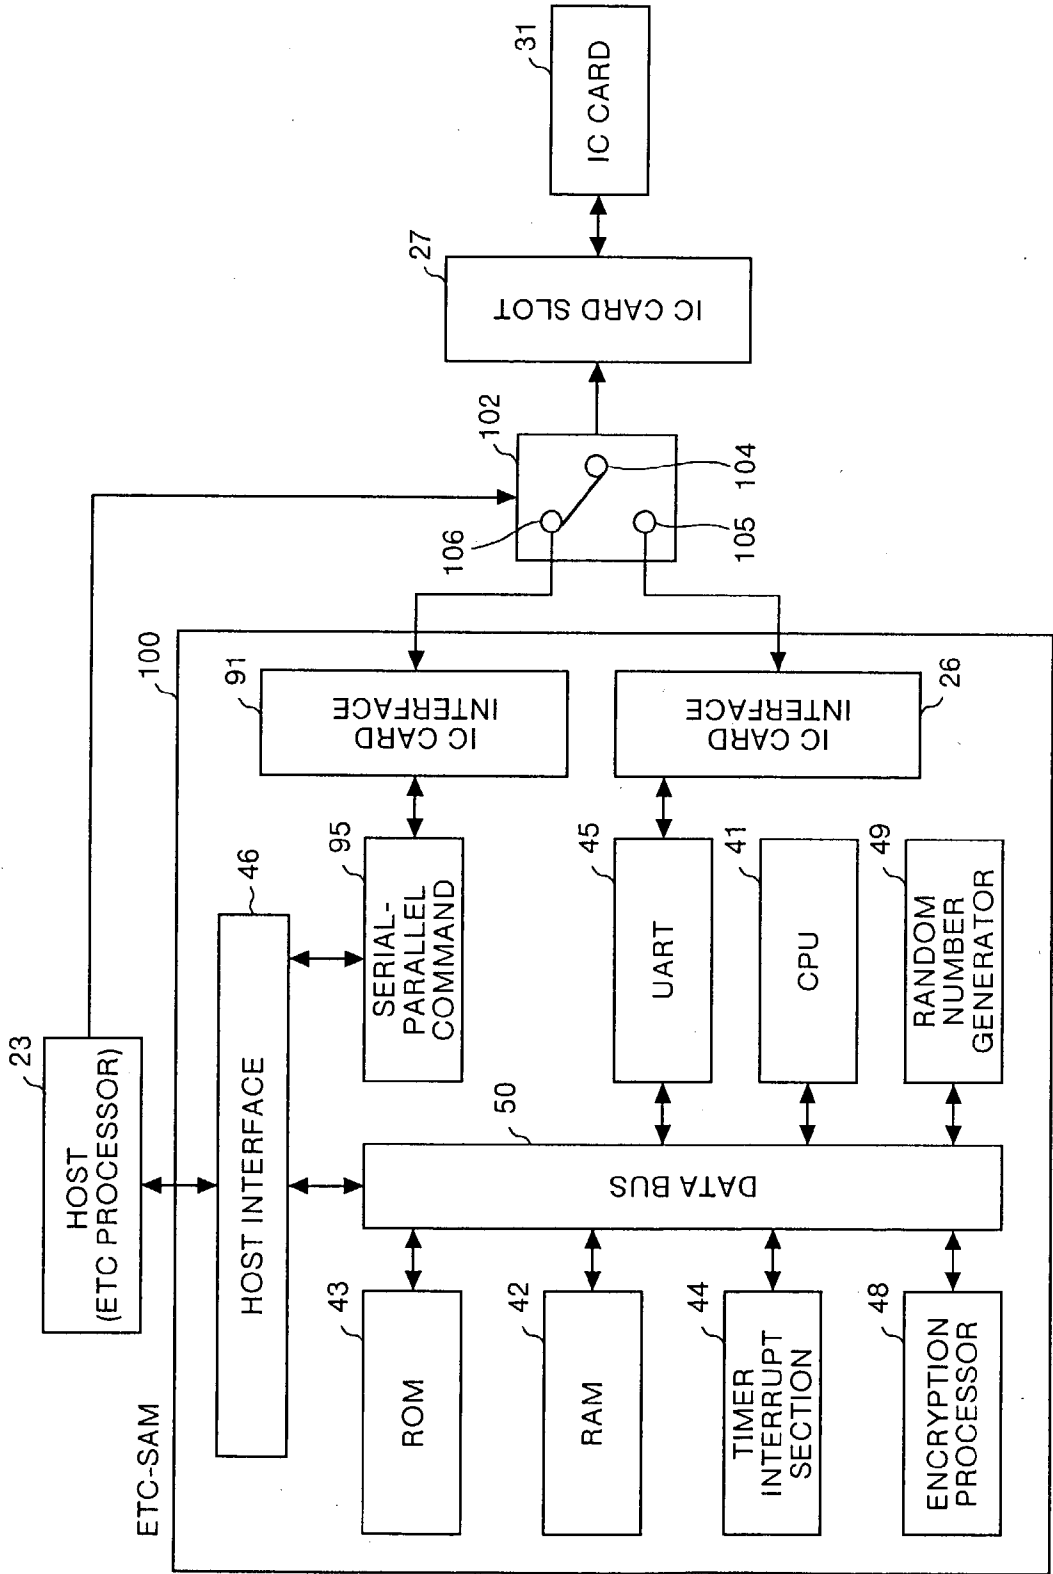 23
HOST
(ETC PROCESSOR)
ETC-SAM
100
HOST INTERFACE
46
43
ROM
42
RAM
44
TIMER
INTERRUPT
SECTION
48
ENCRYPTION
PROCESSOR
50
DATA BUS
95
SERIAL-
PARALLEL
COMMAND
45
UART
41
CPU
49
RANDOM
NUMBER
GENERATOR
91
IC CARD
INTERFACE
26
IC CARD
INTERFACE
102
106
104
105
27
IC CARD SLOT
31
IC CARD